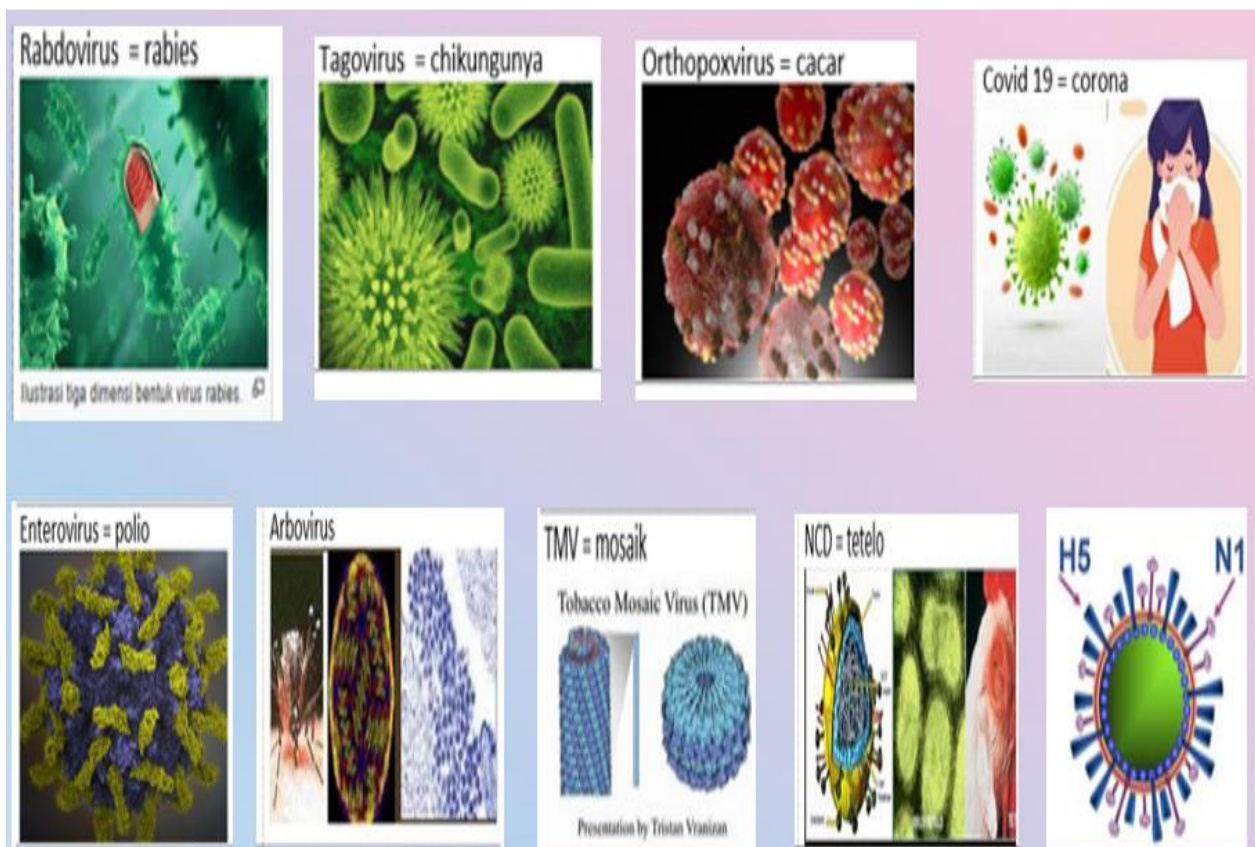 Rabdovirus = rabies
Tagovirus = chikungunya
Orthopoxvirus = cacar
Covid 19 = corona
Ilustrasi tiga dimensi bentuk virus rabies.
Enterovirus = polio
Arbovirus
TMV = mosaik
Tobacco Mosaic Virus (TMV)
Presentation by Tristan Vranizan
NCD = tetelo
H5 N1